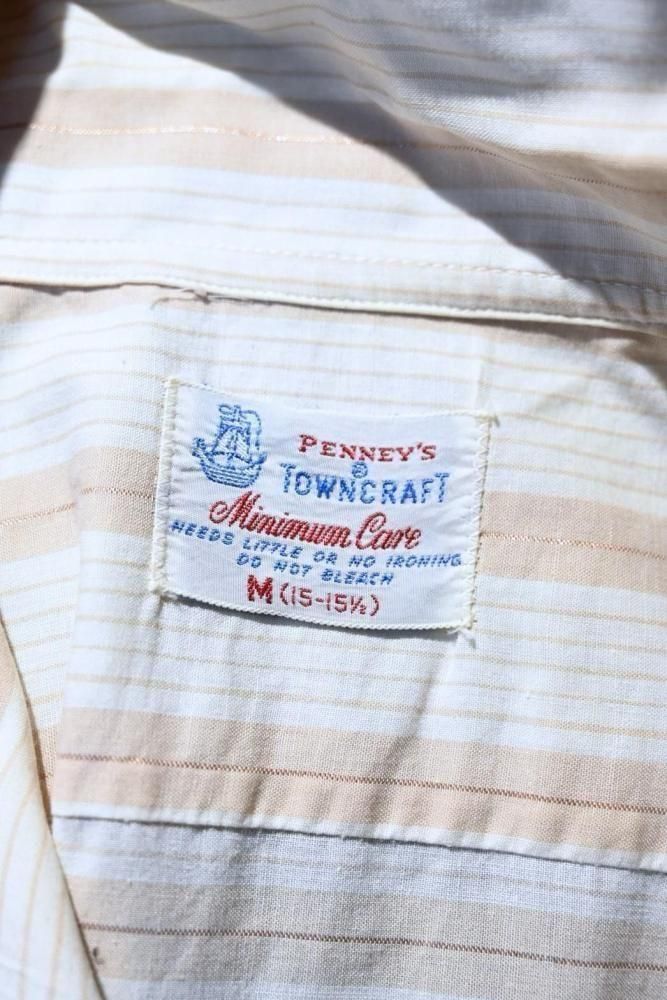 PENNEY'S
®
TOWNCRAFT
Minimum Care
NEEDS LITTLE OR NO IRONING
DO NOT BLEACH
M (15-15½)